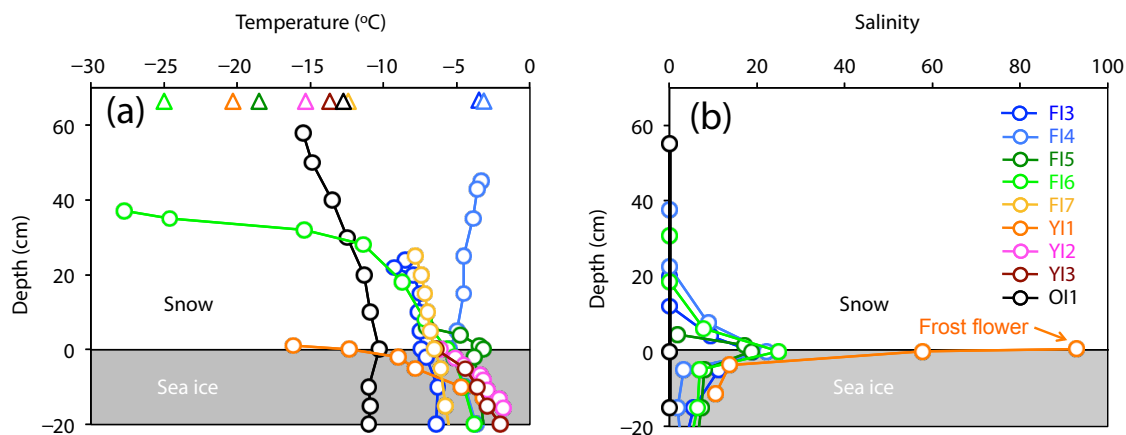 Temperature (ºC)
−30 −25 −20 −15 −10 −5 0
(a)
Depth (cm)
60
40
20
0
−20
Snow
Sea ice
Salinity
0 20 40 60 80 100
(b)
Depth (cm)
60
40
20
0
−20
FI3
FI4
FI5
FI6
FI7
YI1
YI2
YI3
OI1
Snow
Frost flower
Sea ice